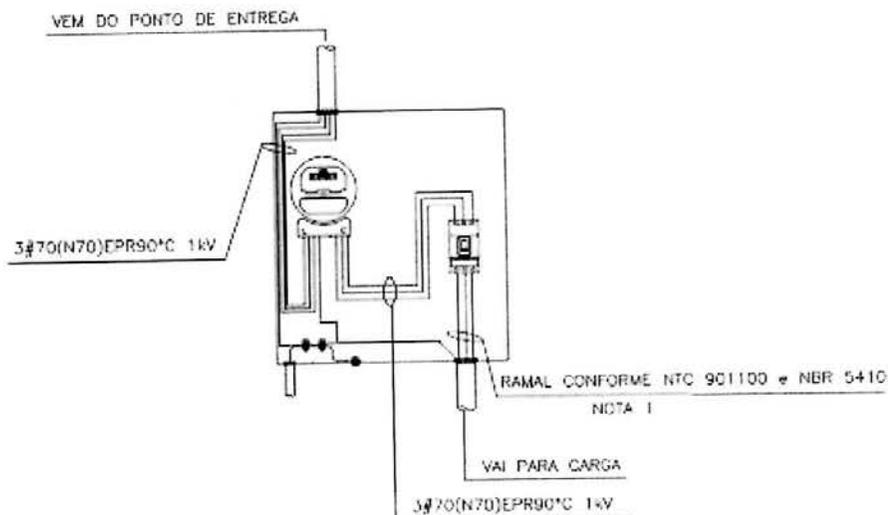 VEM DO PONTO DE ENTREGA
3#70(N70)EPR90°C 1kV
RAMAL CONFORME NTC 901100 e NBR 5410
NOTA 1
VAI PARA CARGA
3#70(N70)EPR90°C 1kV